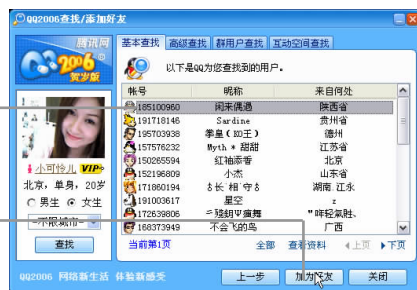 QQ2006查找/添加好友
腾讯网
QQ2006
贺岁版
小可怜儿 VIP
北京，单身，20岁
男生 女生
-不限城市-
查找
基本查找 高级查找 群用户查找 互动空间查找
以下是QQ为您查找到的用户。
帐号 昵称 来自何处
185100960 闲来偶遇 陕西省
191718146 Sardine 贵州省
195703938 拳皇(KO王) 德州
157576232 Myth * 甜甜 江苏省
150265594 红袖添香 北京
152196809 小杰 山东省
171860194 &长 相 守& 湖南.江永
191003617 星空 z
172639806
168373949 不会飞的鸟 广西
当前第1页 全部 查看资料 上页 下页
QQ2006 网络新生活 体验新感受
上一步 加为好友 关闭